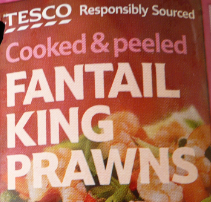 TESCO Responsibly Sourced
Cooked & peeled
FANTAIL
KING
PRAWNS